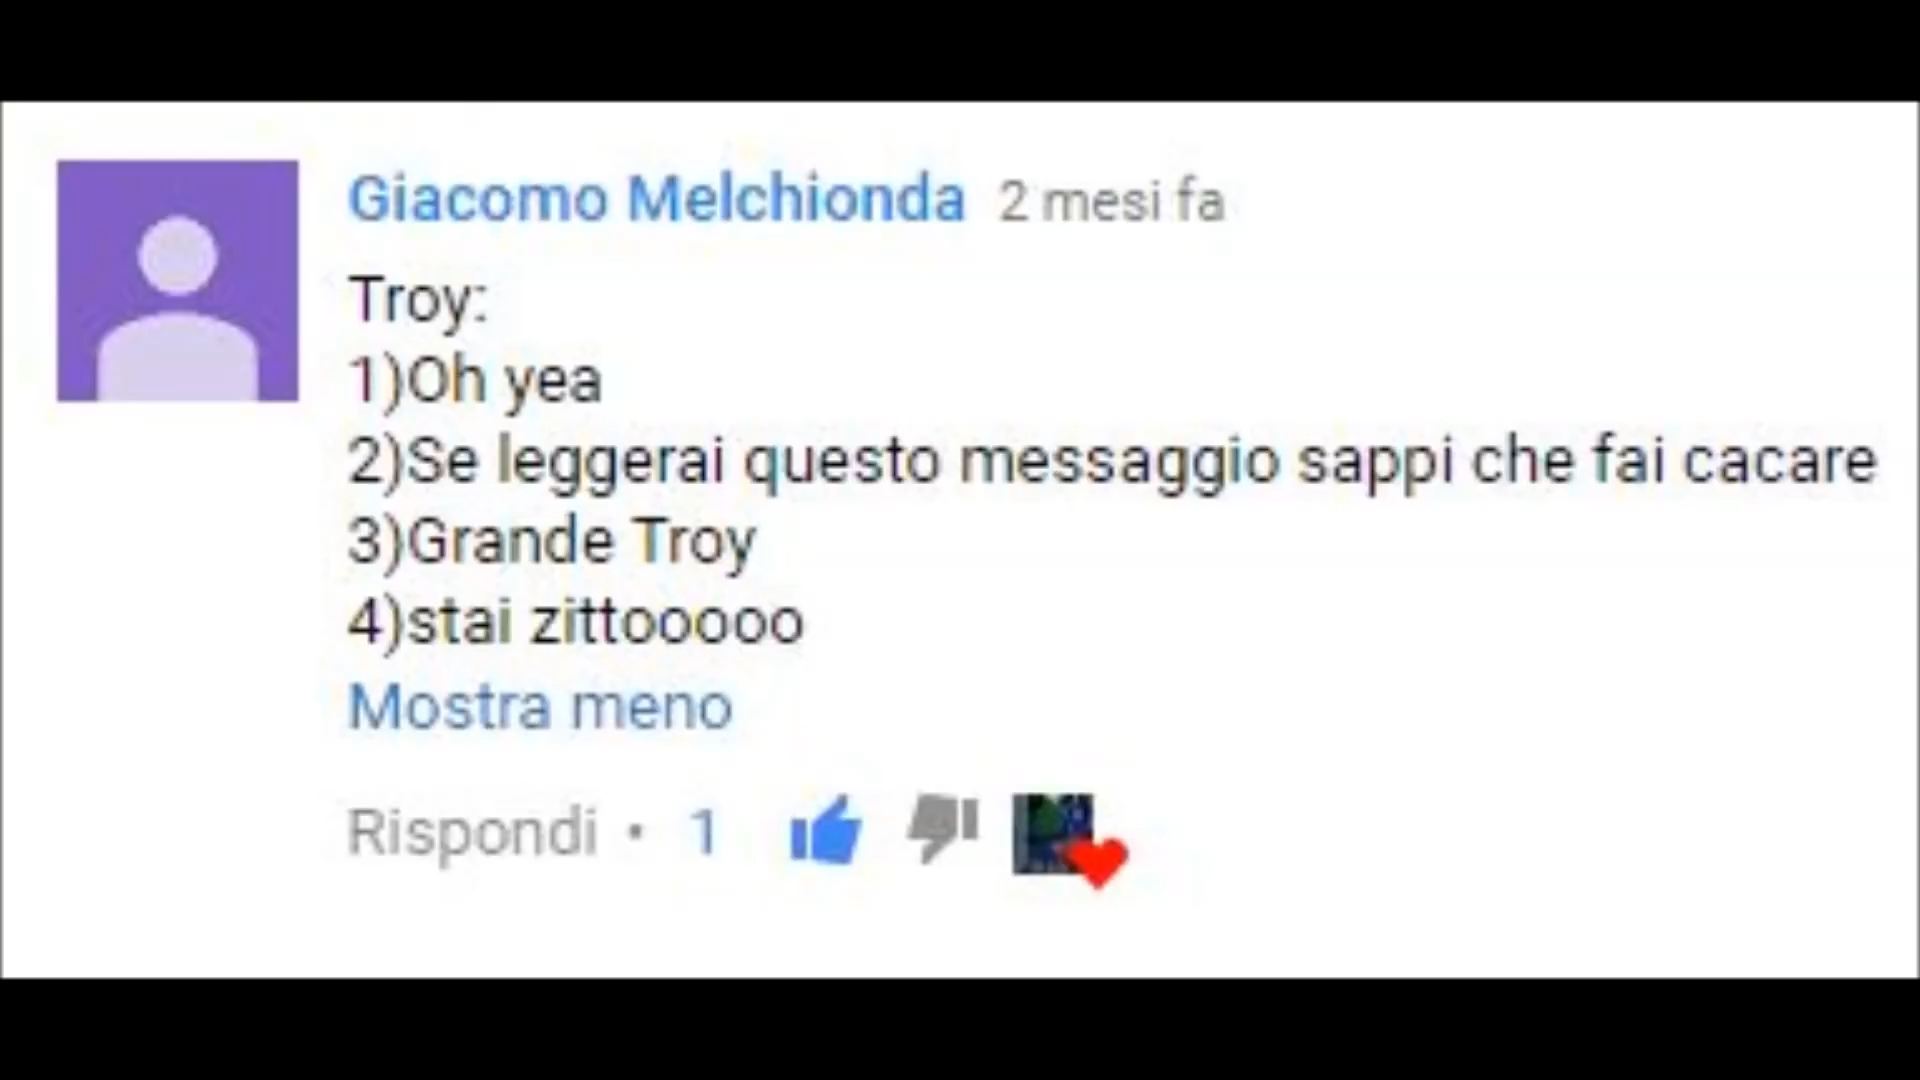 Giacomo Melchionda 2 mesi fa
Troy:
1)Oh yea
2)Se leggerai questo messaggio sappi che fai cacare
3)Grande Troy
4)stai zittooooo
Mostra meno
Rispondi • 1